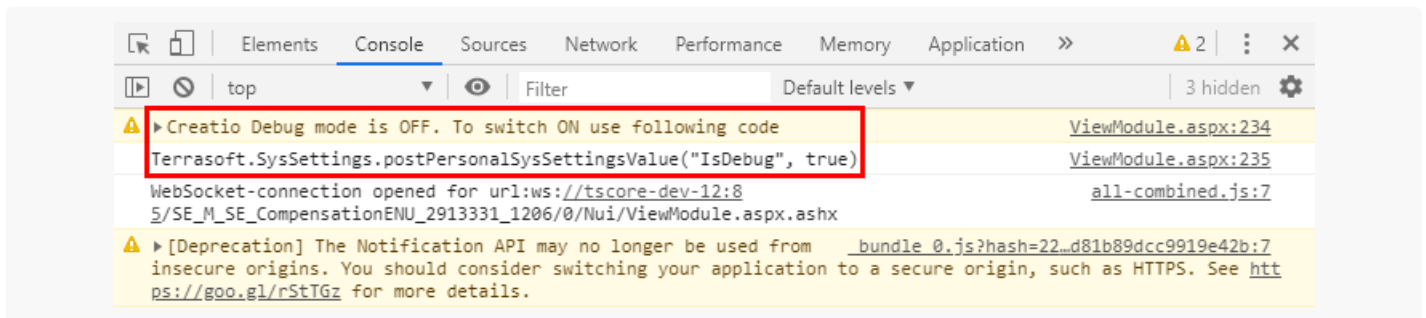 Elements Console Sources Network Performance Memory Application » 2
top Filter Default levels 3 hidden
Creatio Debug mode is OFF. To switch ON use following code ViewModule.aspx:234
Terrasoft.SysSettings.postPersonalSysSettingsValue("IsDebug", true) ViewModule.aspx:235
WebSocket-connection opened for url:ws://tscore-dev-12:8 all-combined.js:7
5/SE_M_SE_CompensationENU_2913331_1206/0/Nui/ViewModule.aspx.ashx
[Deprecation] The Notification API may no longer be used from _bundle_0.js?hash=22…d81b89dcc9919e42b:7
insecure origins. You should consider switching your application to a secure origin, such as HTTPS. See htt
ps://goo.gl/rStTGz for more details.